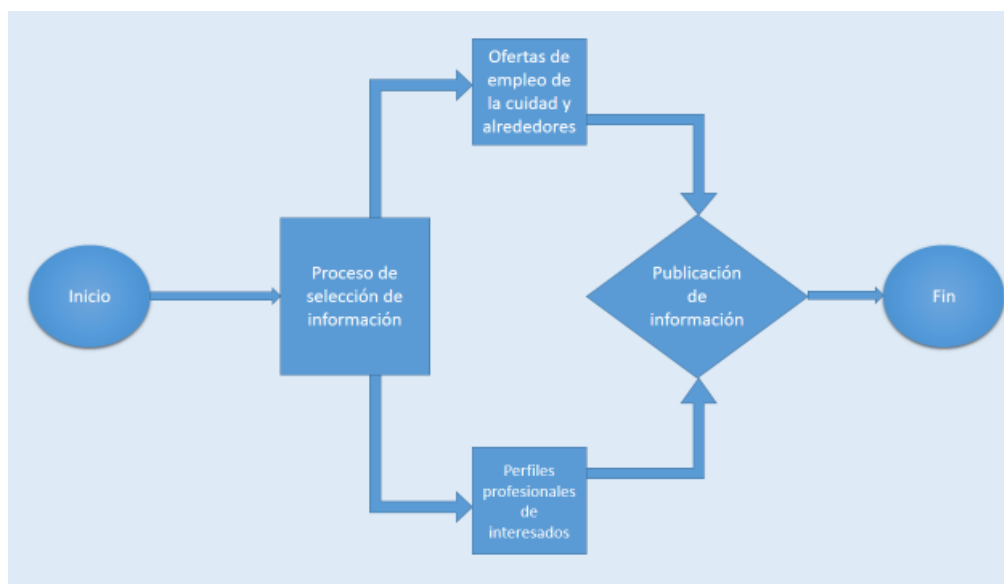 Inicio
Proceso de
selección de
información
Ofertas de
empleo de
la cuidad y
alrededores
Perfiles
profesionales
de
interesados
Publicación
de
información
Fin